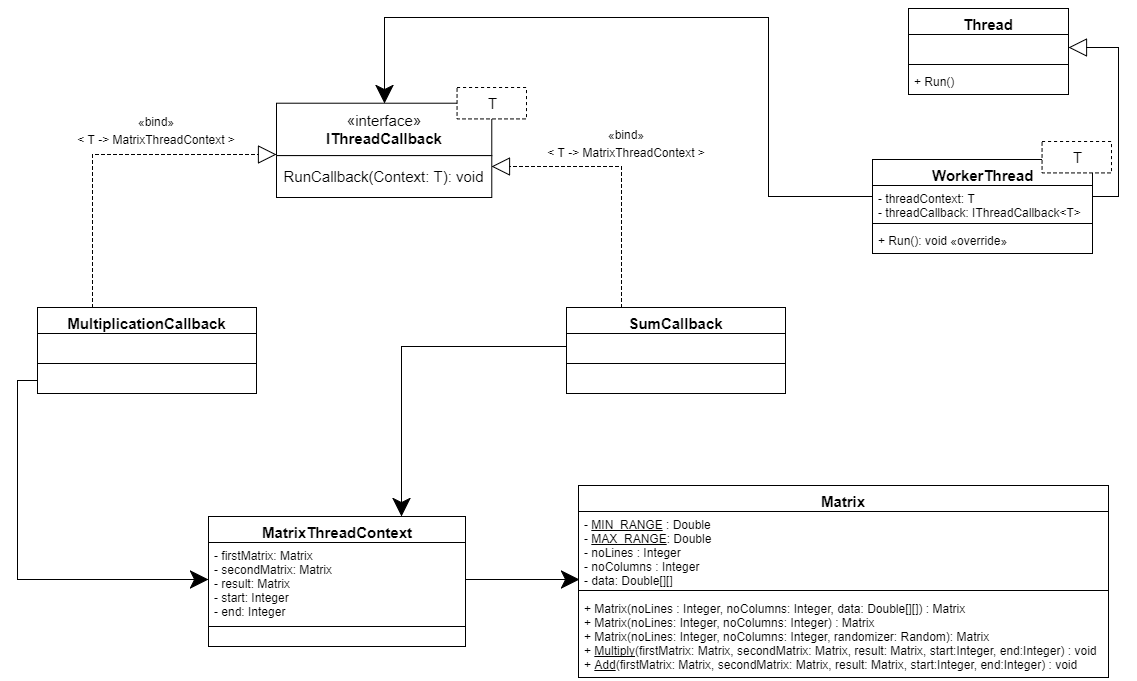 Thread
+ Run()
T
«interface»
IThreadCallback
RunCallback(Context: T): void
«bind»
< T -> MatrixThreadContext >
«bind»
< T -> MatrixThreadContext >
T
WorkerThread
- threadContext: T
- threadCallback: IThreadCallback<T>
+ Run(): void «override»
MultiplicationCallback
SumCallback
MatrixThreadContext
- firstMatrix: Matrix
- secondMatrix: Matrix
- result: Matrix
- start: Integer
- end: Integer
Matrix
- MIN_RANGE : Double
- MAX_RANGE: Double
- noLines : Integer
- noColumns : Integer
- data: Double[][]
+ Matrix(noLines : Integer, noColumns: Integer, data: Double[][]) : Matrix
+ Matrix(noLines: Integer, noColumns: Integer) : Matrix
+ Matrix(noLines: Integer, noColumns: Integer, randomizer: Random): Matrix
+ Multiply(firstMatrix: Matrix, secondMatrix: Matrix, result: Matrix, start:Integer, end:Integer) : void
+ Add(firstMatrix: Matrix, secondMatrix: Matrix, result: Matrix, start:Integer, end:Integer) : void